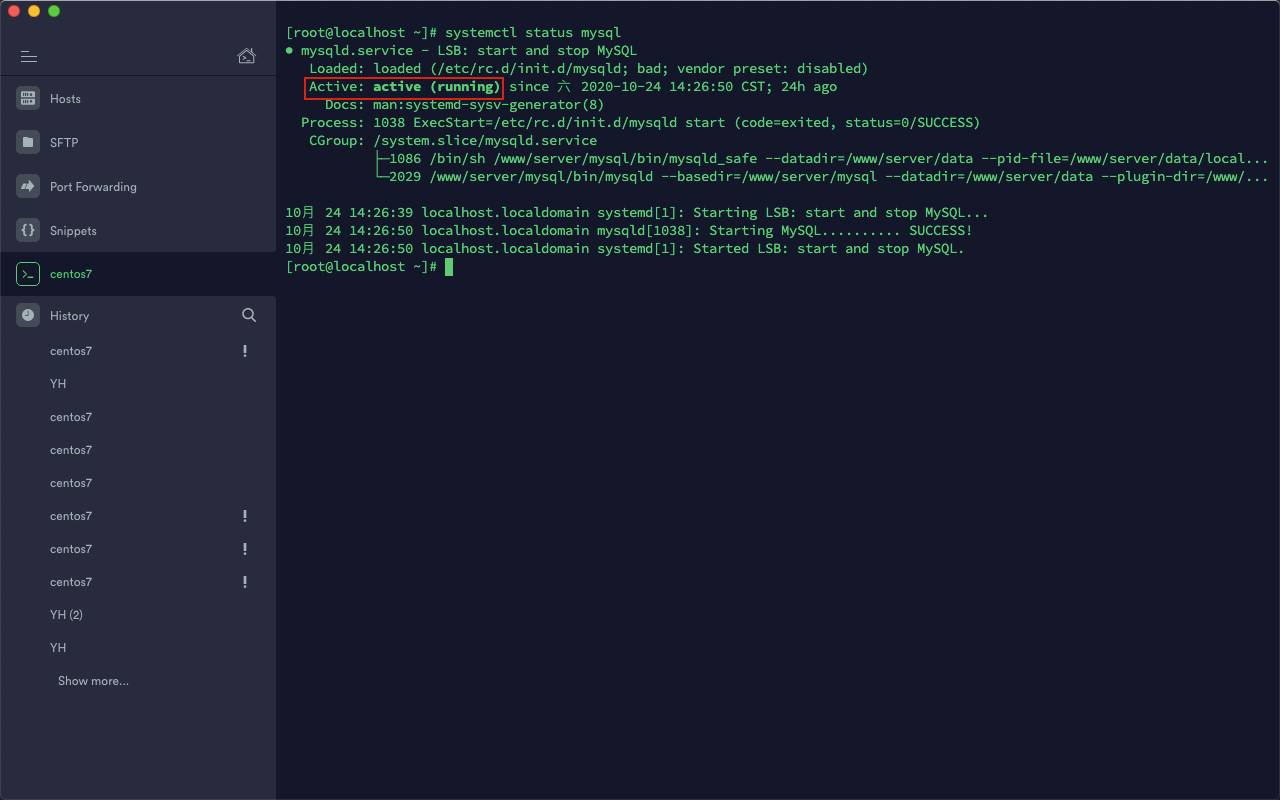 Hosts
SFTP
Port Forwarding
Snippets
centos7
History
centos7 !
YH
centos7
centos7
centos7
centos7 !
centos7 !
centos7 !
YH (2)
YH
Show more...
[root@localhost ~]# systemctl status mysql
● mysqld.service - LSB: start and stop MySQL
Loaded: loaded (/etc/rc.d/init.d/mysqld; bad; vendor preset: disabled)
Active: active (running) since 六 2020-10-24 14:26:50 CST; 24h ago
Docs: man:systemd-sysv-generator(8)
Process: 1038 ExecStart=/etc/rc.d/init.d/mysqld start (code=exited, status=0/SUCCESS)
CGroup: /system.slice/mysqld.service
├─1086 /bin/sh /www/server/mysql/bin/mysqld_safe --datadir=/www/server/data --pid-file=/www/server/data/local...
└─2029 /www/server/mysql/bin/mysqld --basedir=/www/server/mysql --datadir=/www/server/data --plugin-dir=/www/...
10月 24 14:26:39 localhost.localdomain systemd[1]: Starting LSB: start and stop MySQL...
10月 24 14:26:50 localhost.localdomain mysqld[1038]: Starting MySQL.......... SUCCESS!
10月 24 14:26:50 localhost.localdomain systemd[1]: Started LSB: start and stop MySQL.
[root@localhost ~]#